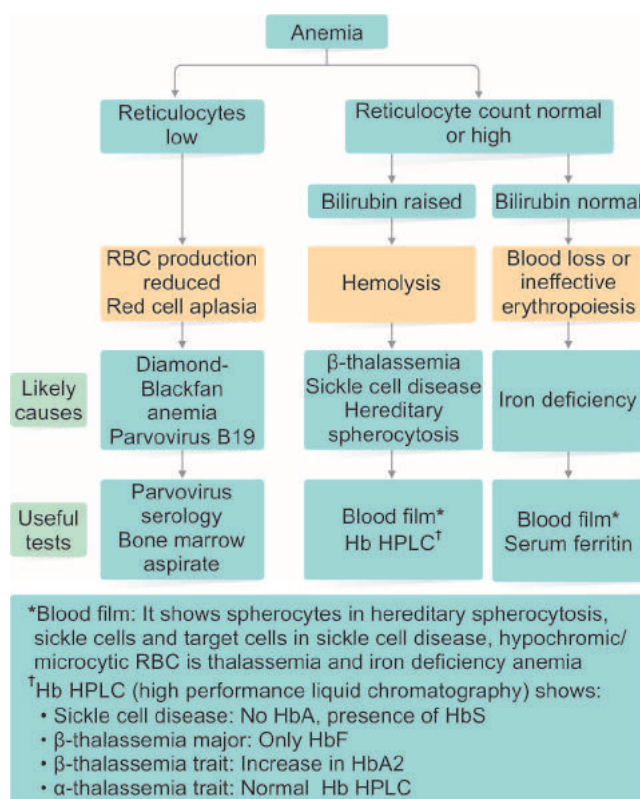 Anemia
Reticulocytes
low
Reticulocyte count normal
or high
Bilirubin raised
Bilirubin normal
RBC production
reduced
Red cell aplasia
Hemolysis
Blood loss or
ineffective
erythropoiesis
Likely
causes
Diamond-
Blackfan
anemia
Parvovirus B19
β-thalassemia
Sickle cell disease
Hereditary
spherocytosis
Iron deficiency
Useful
tests
Parvovirus
serology
Bone marrow
aspirate
Blood film*
Hb HPLC†
Blood film*
Serum ferritin
*Blood film: It shows spherocytes in hereditary spherocytosis,
sickle cells and target cells in sickle cell disease, hypochromic/
microcytic RBC is thalassemia and iron deficiency anemia
†Hb HPLC (high performance liquid chromatography) shows:
• Sickle cell disease: No HbA, presence of HbS
• β-thalassemia major: Only HbF
• β-thalassemia trait: Increase in HbA2
• α-thalassemia trait: Normal Hb HPLC